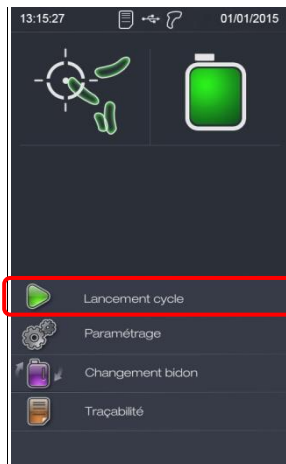 13:15:27 01/01/2015
Lancement cycle
Paramétrage
Changement bidon
Traçabilité